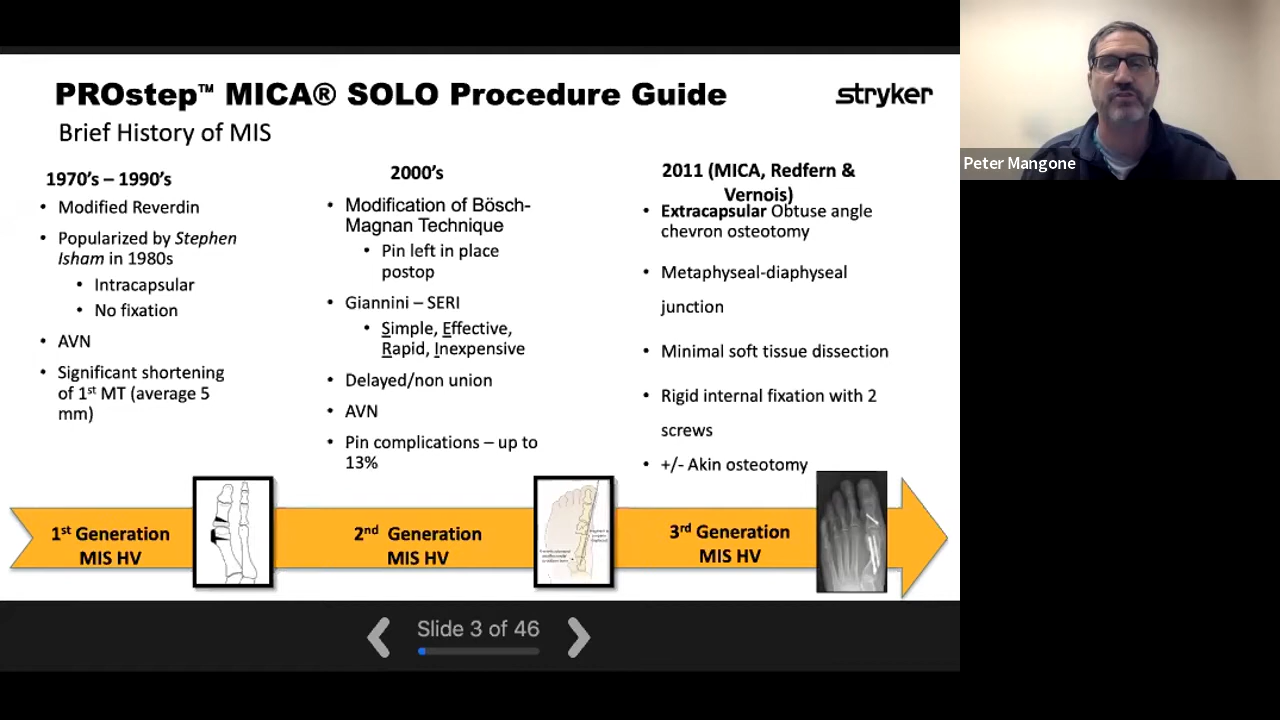 PROstep™ MICA® SOLO Procedure Guide
stryker
Brief History of MIS
1970's – 1990's
• Modified Reverdin
• Popularized by Stephen
Isham in 1980s
• Intracapsular
• No fixation
• AVN
• Significant shortening
of 1st MT (average 5
mm)
2000's
• Modification of Bösch-
Magnan Technique
• Pin left in place
postop
• Giannini – SERI
• Simple, Effective,
Rapid, Inexpensive
• Delayed/non union
• AVN
• Pin complications – up to
13%
2011 (MICA, Redfern &
Vernois)
• Extracapsular Obtuse angle
chevron osteotomy
• Metaphyseal-diaphyseal
junction
• Minimal soft tissue dissection
• Rigid internal fixation with 2
screws
• +/- Akin osteotomy
1st Generation
MIS HV
2nd Generation
MIS HV
3rd Generation
MIS HV
Slide 3 of 46
Peter Mangone